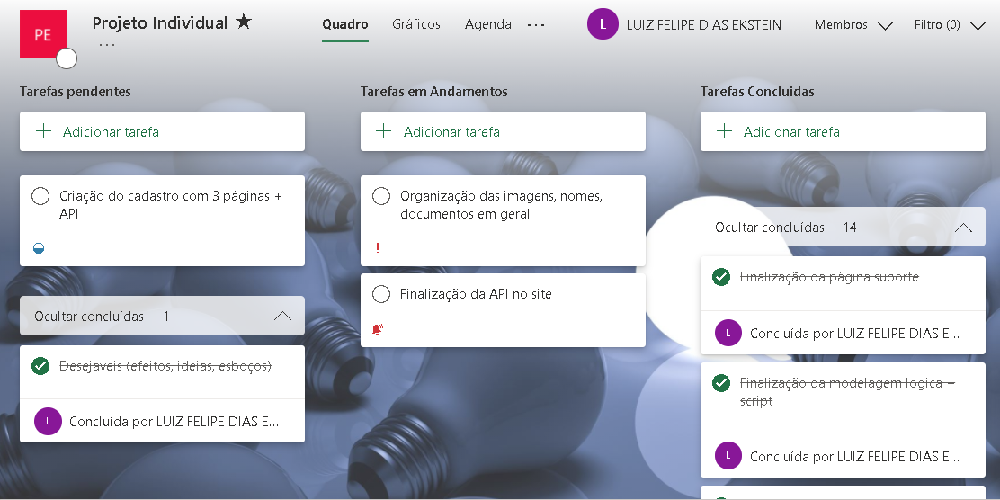 PE
i
Projeto Individual ★
...
Quadro
Gráficos
Agenda
...
L
LUIZ FELIPE DIAS EKSTEIN
Membros
Filtro (0)
Tarefas pendentes
+ Adicionar tarefa
Criação do cadastro com 3 páginas +
API
Ocultar concluídas 1
Desejaveis (efeitos, ideias, esboços)
L
Concluída por LUIZ FELIPE DIAS E...
Tarefas em Andamentos
+ Adicionar tarefa
Organização das imagens, nomes,
documentos em geral
!
Finalização da API no site
Tarefas Concluidas
+ Adicionar tarefa
Ocultar concluídas 14
Finalização da página suporte
L
Concluída por LUIZ FELIPE DIAS E...
Finalização da modelagem logica +
script
L
Concluída por LUIZ FELIPE DIAS E...